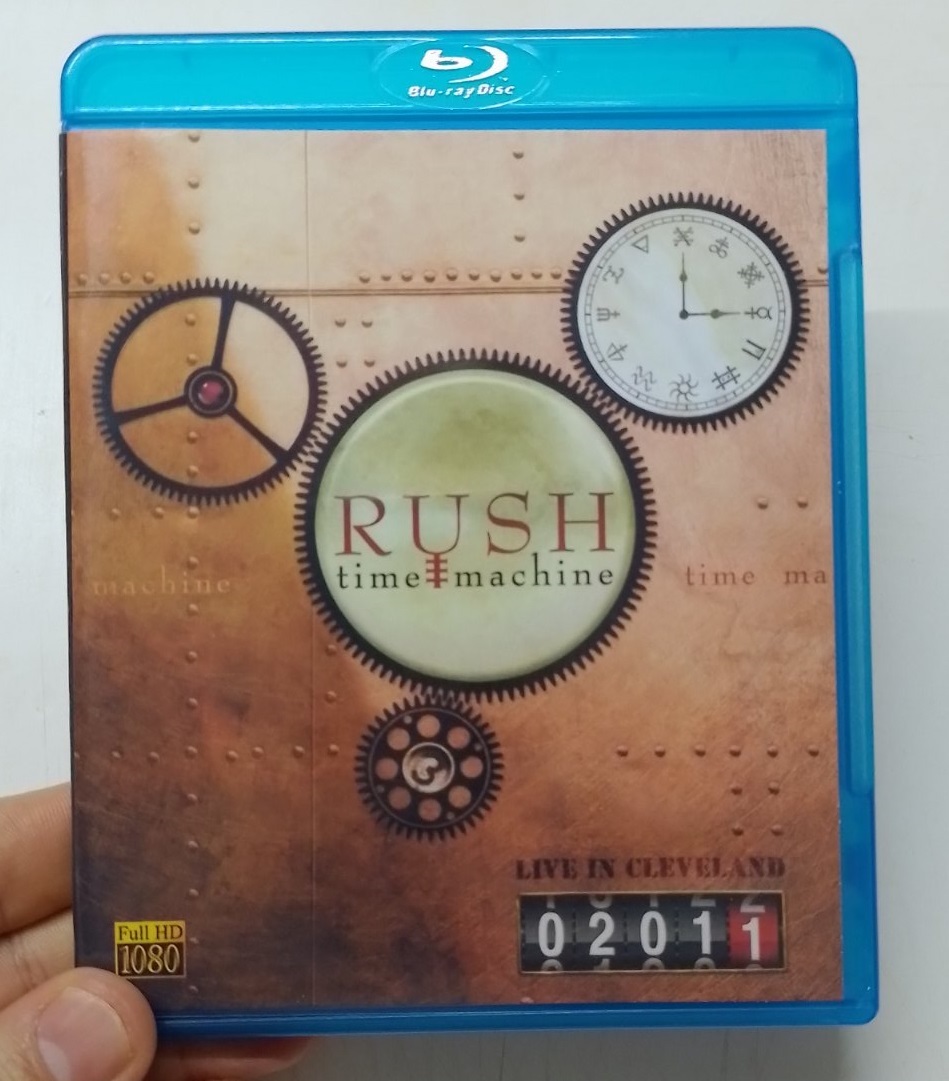 Blu-ray Disc
RUSH
time machine
machine
time ma
LIVE IN CLEVELAND
02011
Full HD
1080